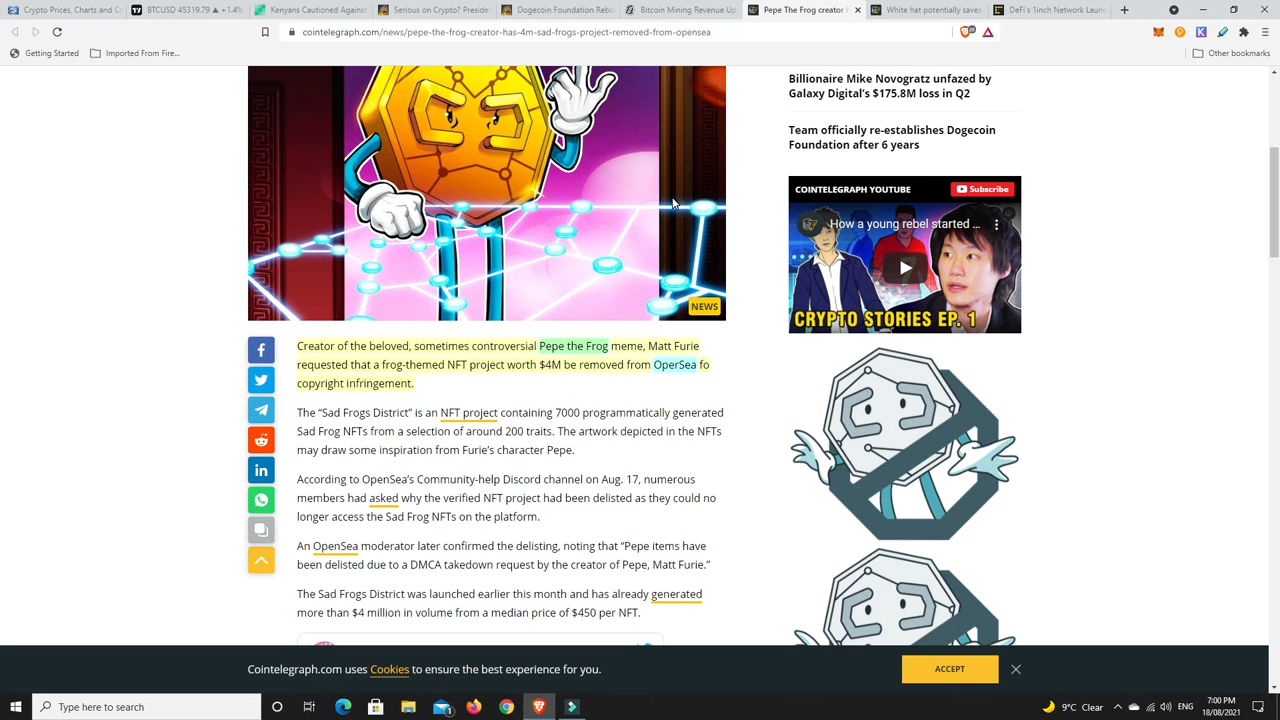 Crypto Prices, Charts and Cr
BTCUSD 45319.79 ▲ +1.4%
Kenyans Cautioned Against
Serious on Crypto? Presiden
Dogecoin Foundation Rebo
Bitcoin Mining Revenue Up
Pepe The Frog creator
White hat potentially saves
DeFi's 1inch Network Launc
cointelegraph.com/news/pepe-the-frog-creator-has-4m-sad-frogs-project-removed-from-opensea
Getting Started
Imported From Fire...
Other bookmarks
Billionaire Mike Novogratz unfazed by
Galaxy Digital's $175.8M loss in Q2
Team officially re-establishes Dogecoin
Foundation after 6 years
COINTELEGRAPH YOUTUBE
Subscribe
How a young rebel started ...
CRYPTO STORIES EP. 1
NEWS
Creator of the beloved, sometimes controversial Pepe the Frog meme, Matt Furie
requested that a frog-themed NFT project worth $4M be removed from OperSea fo
copyright infringement.
The “Sad Frogs District” is an NFT project containing 7000 programmatically generated
Sad Frog NFTs from a selection of around 200 traits. The artwork depicted in the NFTs
may draw some inspiration from Furie's character Pepe.
According to OpenSea's Community-help Discord channel on Aug. 17, numerous
members had asked why the verified NFT project had been delisted as they could no
longer access the Sad Frog NFTs on the platform.
An OpenSea moderator later confirmed the delisting, noting that “Pepe items have
been delisted due to a DMCA takedown request by the creator of Pepe, Matt Furie.”
The Sad Frogs District was launched earlier this month and has already generated
more than $4 million in volume from a median price of $450 per NFT.
Cointelegraph.com uses Cookies to ensure the best experience for you.
ACCEPT
Type here to search
9°C Clear
ENG
7:00 PM
18/08/2021